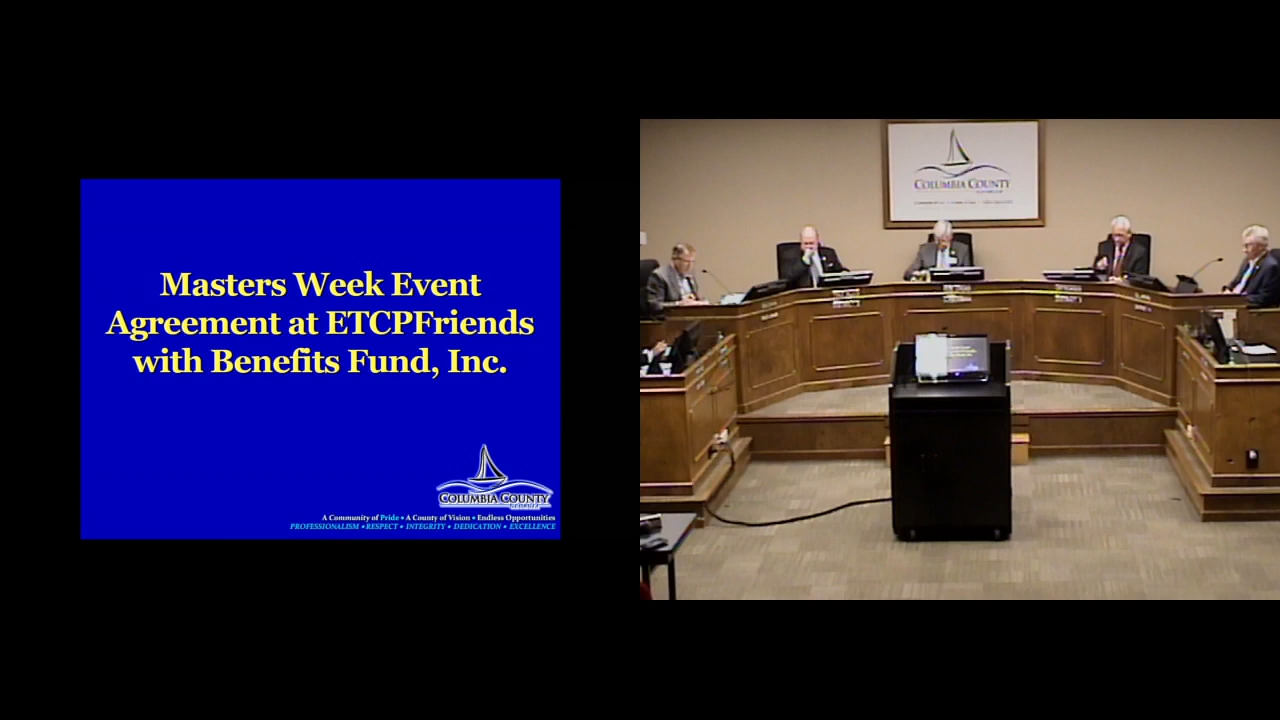 Masters Week Event
Agreement at ETCPFriends
with Benefits Fund, Inc.
COLUMBIA COUNTY
GEORGIA
A Community of Pride • A County of Vision • Endless Opportunities
PROFESSIONALISM • RESPECT • INTEGRITY • DEDICATION • EXCELLENCE
COLUMBIA COUNTY